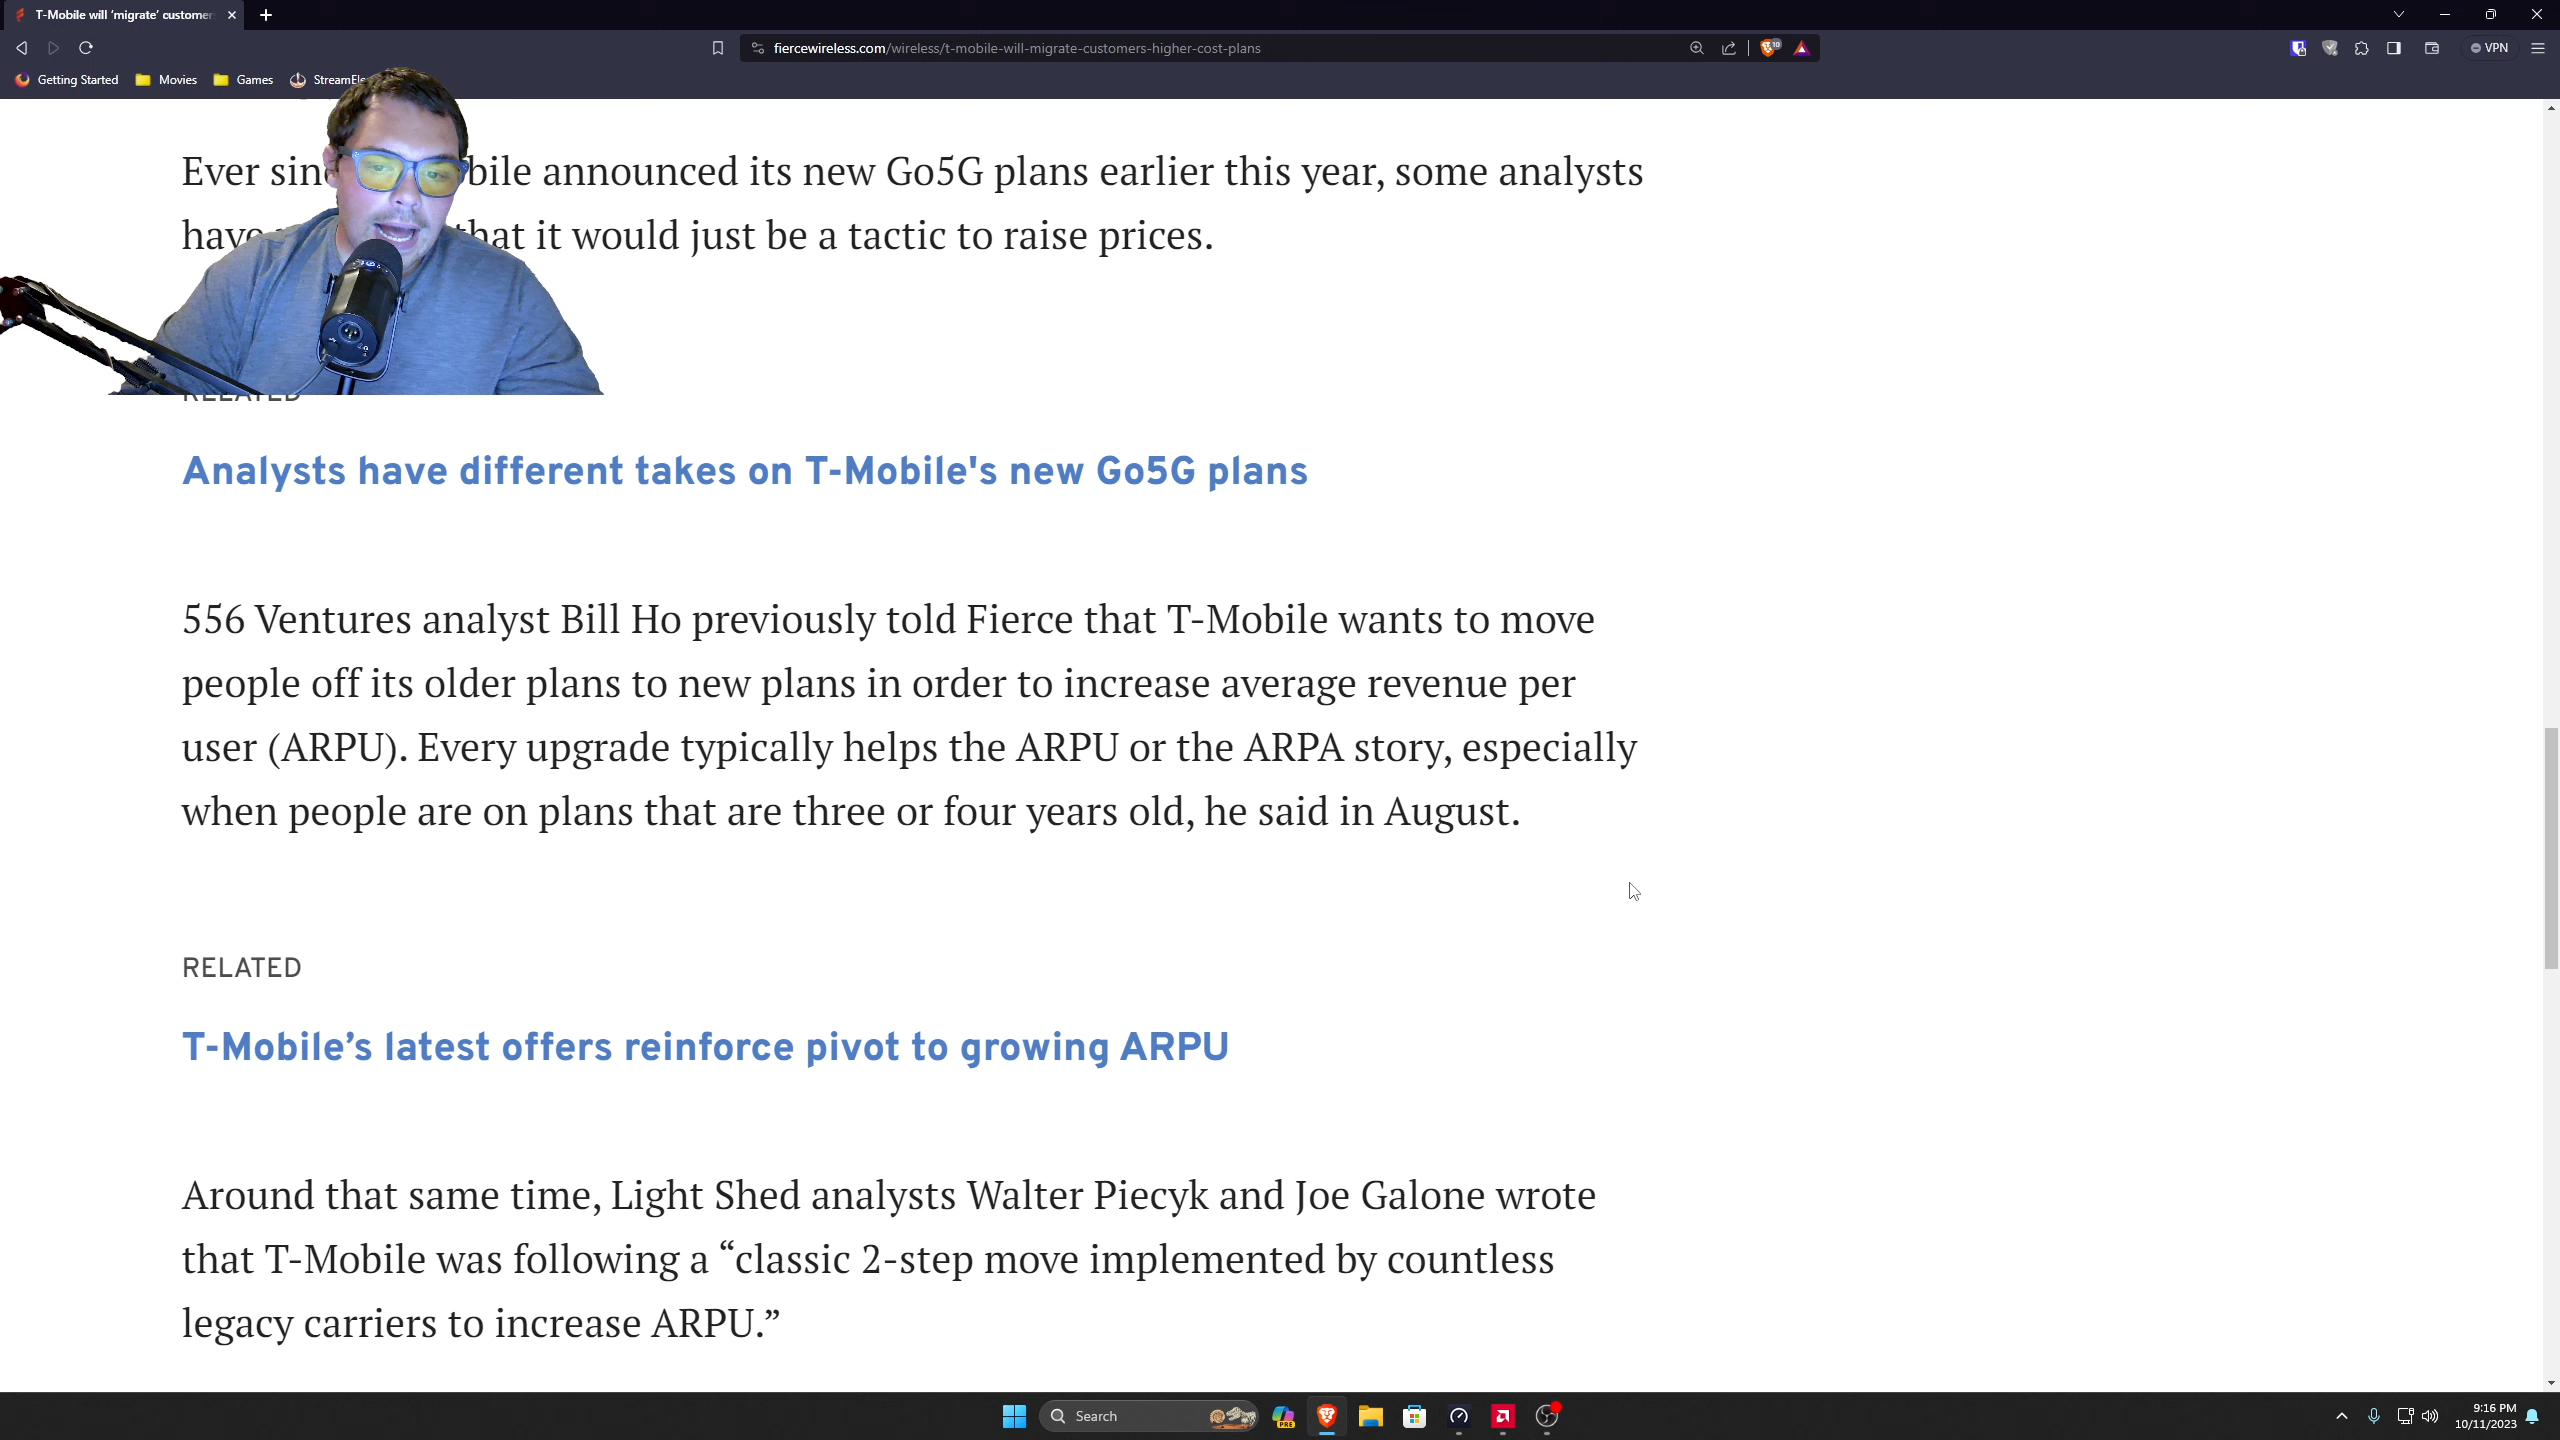 T-Mobile will 'migrate' customer
fiercewireless.com/wireless/t-mobile-will-migrate-customers-higher-cost-plans
10
VPN
Getting Started Movies Games StreamEle
Ever sin bile announced its new Go5G plans earlier this year, some analysts
have that it would just be a tactic to raise prices.
RELATED
Analysts have different takes on T-Mobile's new Go5G plans
556 Ventures analyst Bill Ho previously told Fierce that T-Mobile wants to move
people off its older plans to new plans in order to increase average revenue per
user (ARPU). Every upgrade typically helps the ARPU or the ARPA story, especially
when people are on plans that are three or four years old, he said in August.
RELATED
T-Mobile’s latest offers reinforce pivot to growing ARPU
Around that same time, Light Shed analysts Walter Piecyk and Joe Galone wrote
that T-Mobile was following a “classic 2-step move implemented by countless
legacy carriers to increase ARPU.”
Search
PRE
9:16 PM
10/11/2023